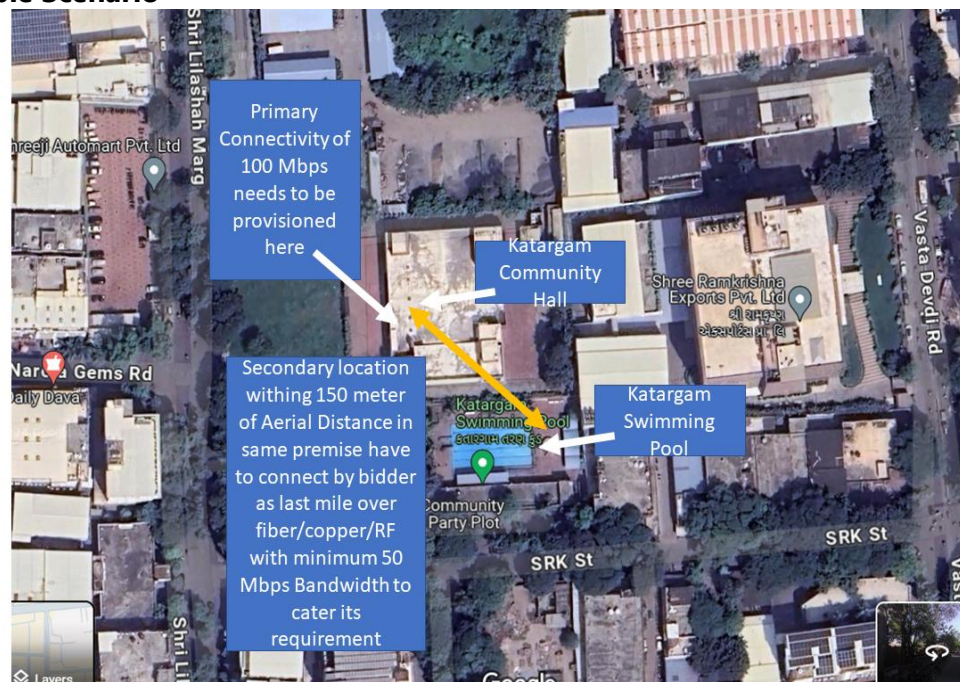 Primary
Connectivity of
100 Mbps
needs to be
provisioned
here
Katargam
Community
Hall
Secondary location
withing 150 meter
of Aerial Distance in
same premise have
to connect by bidder
as last mile over
fiber/copper/RF
with minimum 50
Mbps Bandwidth to
cater its
requirement
Katargam
Swimming
Pool
Shri Lilashah Marg
Automart Pvt. Ltd
Shree Ramkrishna
Exports Pvt. Ltd
શ્રી રામકૃષ્ણ
Vasta Devdi Rd
Gems Rd
Daily Dava
Katargam
Swimming Pool
કતારગામ તરણ કુંડ
Community
Party Plot
SRK St
SRK St
Layers
Google